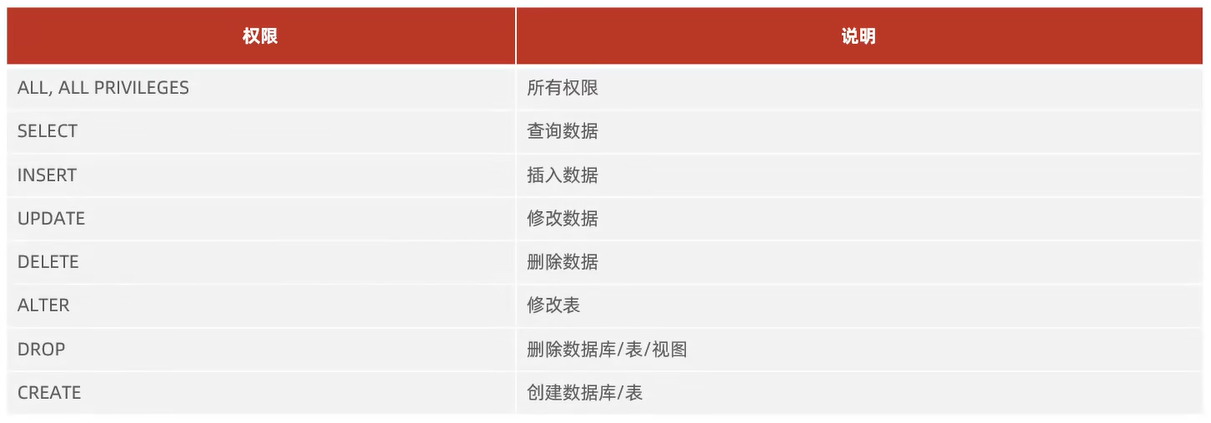 权限 说明
ALL, ALL PRIVILEGES 所有权限
SELECT 查询数据
INSERT 插入数据
UPDATE 修改数据
DELETE 删除数据
ALTER 修改表
DROP 删除数据库/表/视图
CREATE 创建数据库/表